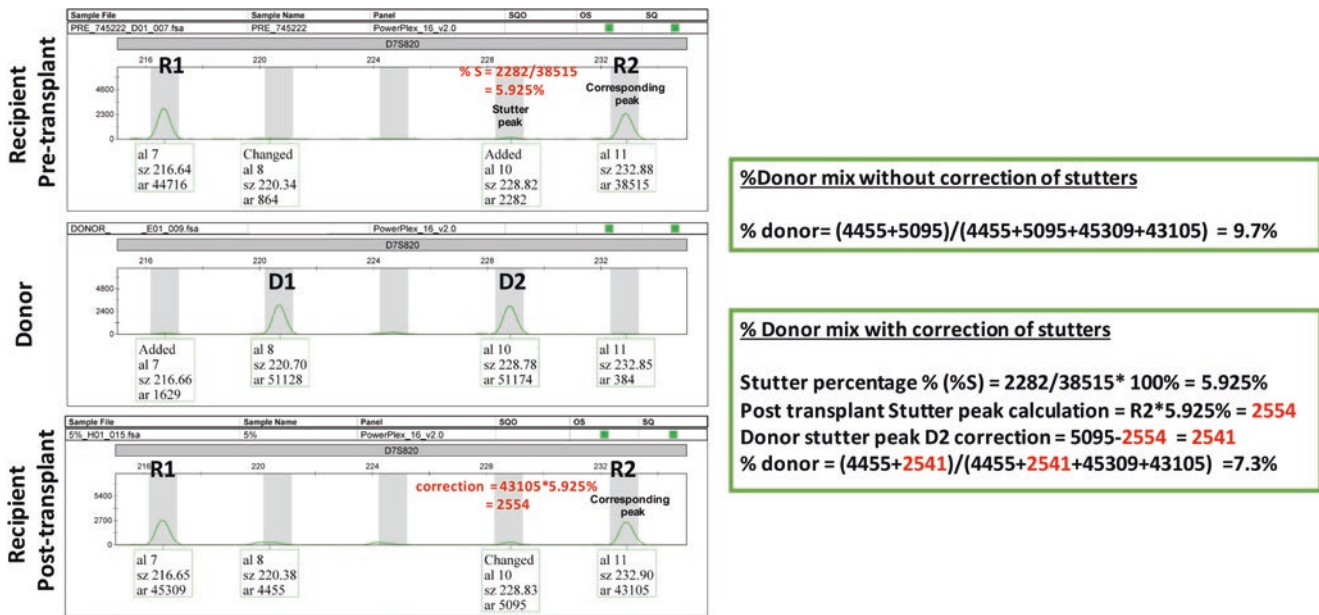 Recipient
Pre-transplant
Sample File Sample Name Panel SQO OS SQ
PRE_745222_D01_007.fsa PRE_745222 PowerPlex_16_v2.0
D7S820
216 220 224 228 232
R1 R2
% S = 2282/38515
= 5.925%
Stutter
peak
Corresponding
peak
4600
2300
0
al 7
sz 216.64
ar 44716
Changed
al 8
sz 220.34
ar 864
Added
al 10
sz 228.82
ar 2282
al 11
sz 232.88
ar 38515
Donor
DONOR_ _E01_009.fsa PowerPlex_16_v2.0
D7S820
216 220 224 228 232
D1 D2
4800
2400
0
Added
al 7
sz 216.66
ar 1629
al 8
sz 220.70
ar 51128
al 10
sz 228.78
ar 51174
al 11
sz 232.85
ar 384
Recipient
Post-transplant
Sample File Sample Name Panel SQO OS SQ
5%_H01_015.fsa 5% PowerPlex_16_v2.0
D7S820
216 220 224 228 232
R1 R2
correction = 43105*5.925%
= 2554
Corresponding
peak
5400
2700
0
al 7
sz 216.65
ar 45309
al 8
sz 220.38
ar 4455
Changed
al 10
sz 228.83
ar 5095
al 11
sz 232.90
ar 43105
%Donor mix without correction of stutters
% donor= (4455+5095)/(4455+5095+45309+43105) = 9.7%
% Donor mix with correction of stutters
Stutter percentage % (%S) = 2282/38515* 100% = 5.925%
Post transplant Stutter peak calculation = R2*5.925% = 2554
Donor stutter peak D2 correction = 5095-2554 = 2541
% donor = (4455+2541)/(4455+2541+45309+43105) =7.3%